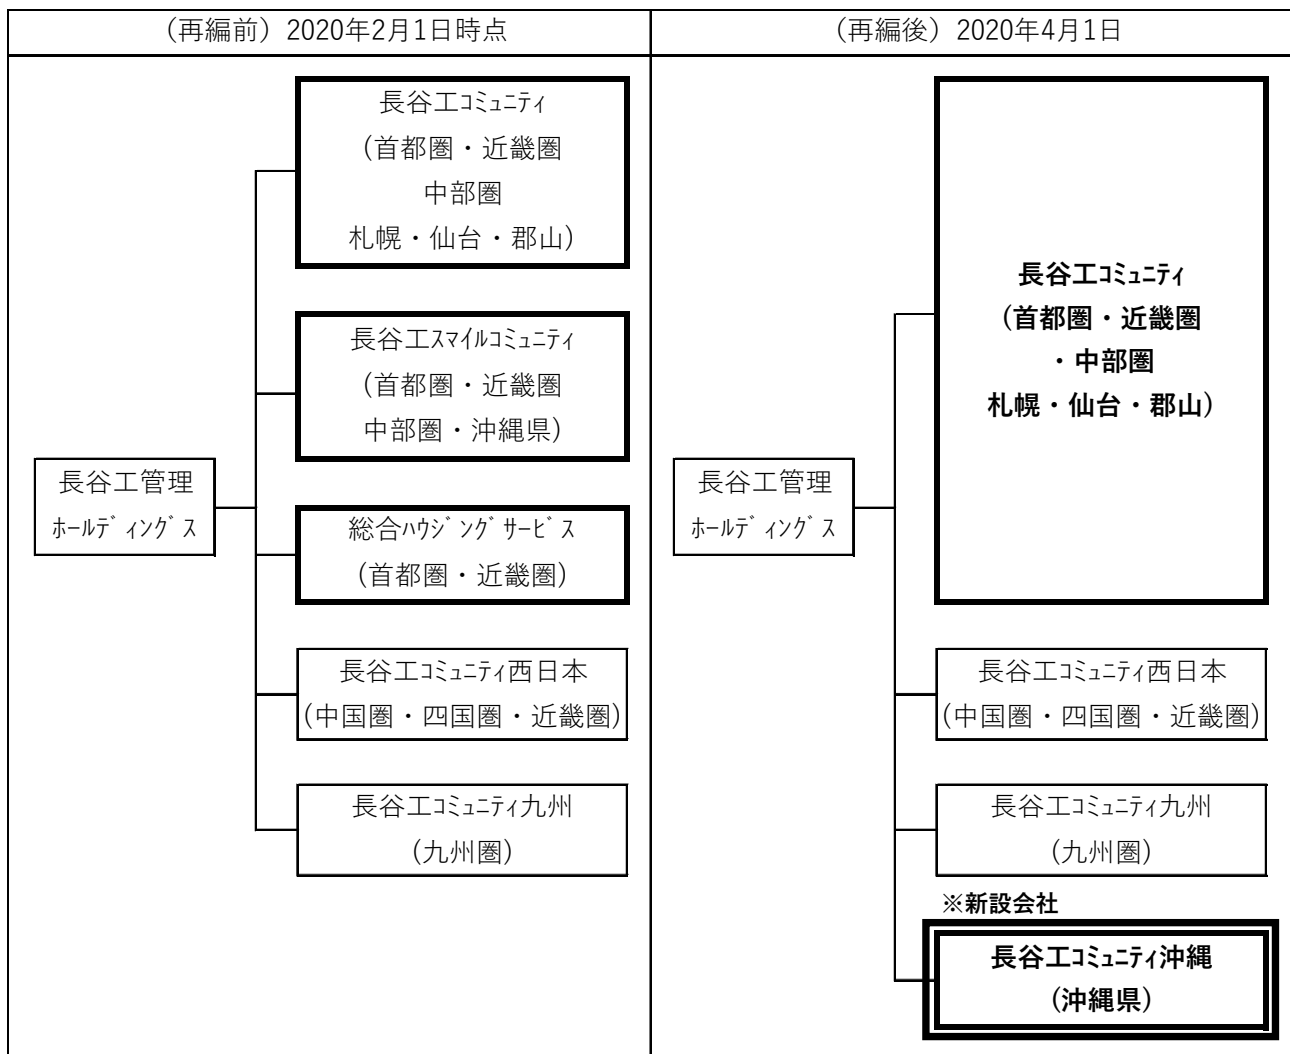 （再編前）2020年2月1日時点
長谷工ｺﾐｭﾆﾃｨ
(首都圏・近畿圏
中部圏
札幌・仙台・郡山)
長谷工ｽﾏｲﾙｺﾐｭﾆﾃｨ
(首都圏・近畿圏
中部圏・沖縄県)
長谷工管理
ﾎｰﾙﾃﾞｨﾝｸﾞｽ
総合ﾊｳｼﾞﾝｸﾞｻｰﾋﾞｽ
(首都圏・近畿圏)
長谷工ｺﾐｭﾆﾃｨ西日本
(中国圏・四国圏・近畿圏)
長谷工ｺﾐｭﾆﾃｨ九州
(九州圏)
（再編後）2020年4月1日
長谷工ｺﾐｭﾆﾃｨ
(首都圏・近畿圏
・中部圏
札幌・仙台・郡山)
長谷工管理
ﾎｰﾙﾃﾞｨﾝｸﾞｽ
長谷工ｺﾐｭﾆﾃｨ西日本
(中国圏・四国圏・近畿圏)
長谷工ｺﾐｭﾆﾃｨ九州
(九州圏)
※新設会社
長谷工ｺﾐｭﾆﾃｨ沖縄
(沖縄県)